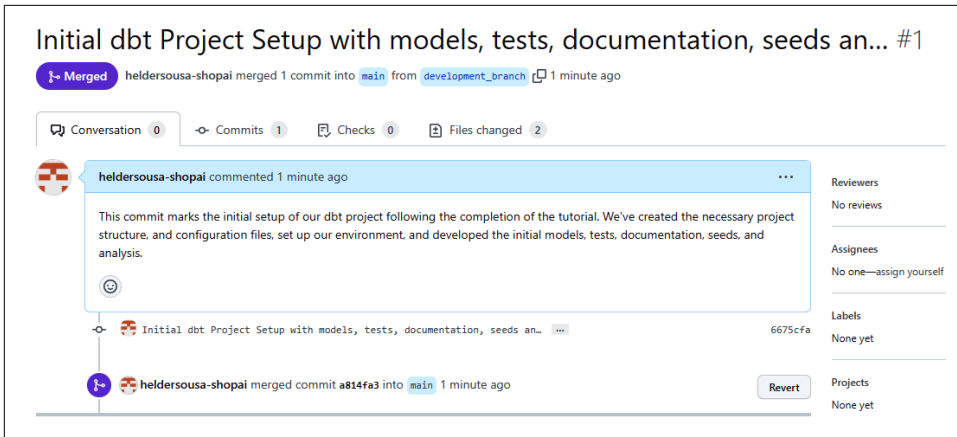 Initial dbt Project Setup with models, tests, documentation, seeds an... #1
Merged heldersousa-shopai merged 1 commit into main from development_branch 1 minute ago
Conversation 0 Commits 1 Checks 0 Files changed 2
heldersousa-shopai commented 1 minute ago ...
This commit marks the initial setup of our dbt project following the completion of the tutorial. We've created the necessary project
structure, and configuration files, set up our environment, and developed the initial models, tests, documentation, seeds, and
analysis.
Initial dbt Project Setup with models, tests, documentation, seeds an… ... 6675cfa
heldersousa-shopai merged commit a814fa3 into main 1 minute ago Revert
Reviewers
No reviews
Assignees
No one—assign yourself
Labels
None yet
Projects
None yet